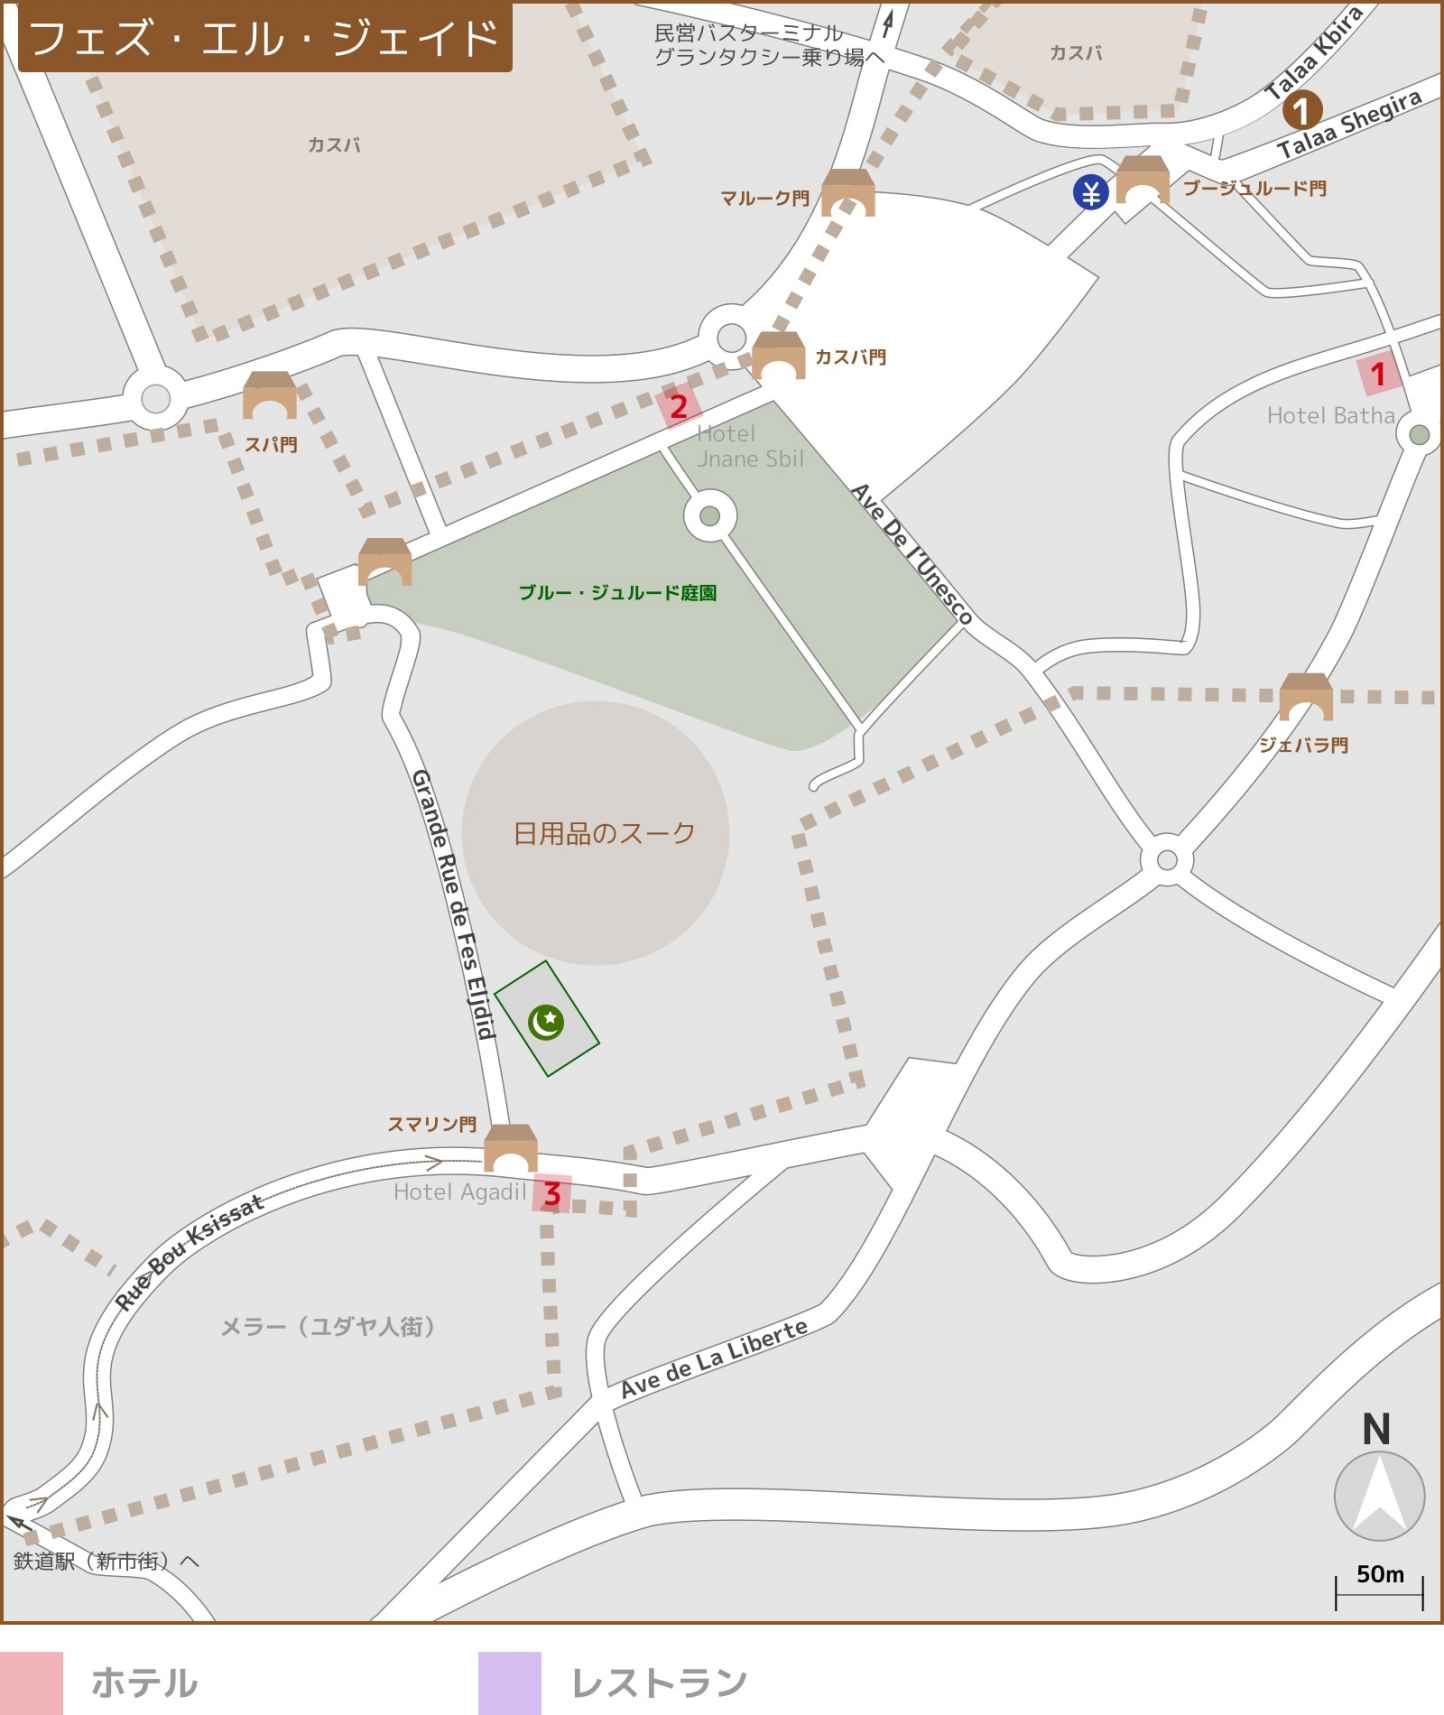 フェズ・エル・ジェイド
民営バスターミナル
グランタクシー乗り場へ
カスバ
Talaa Kbira
1
Talaa Shegira
カスバ
マルーク門
¥
ブージュルード門
カスバ門
1
Hotel Batha
2
Hotel
Jnane Sbil
スパ門
Ave De l'Unesco
ブルー・ジュルード庭園
ジェバラ門
Grande Rue de Fes Eljdid
日用品のスーク
スマリン門
Hotel Agadil
3
Rue Bou Ksissat
メラー（ユダヤ人街）
Ave de La Liberte
N
50m
鉄道駅（新市街）へ
ホテル
レストラン